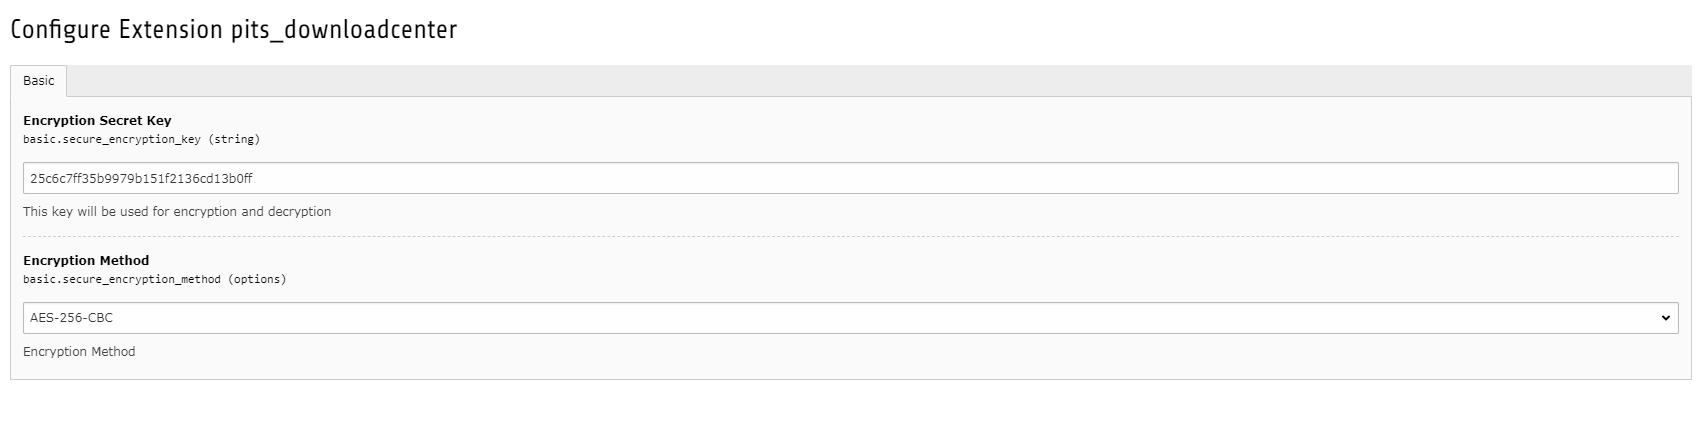 Configure Extension pits_downloadcenter
Basic
Encryption Secret Key
basic.secure_encryption_key (string)
25c6c7ff35b9979b151f2136cd13b0ff
This key will be used for encryption and decryption
Encryption Method
basic.secure_encryption_method (options)
AES-256-CBC
Encryption Method